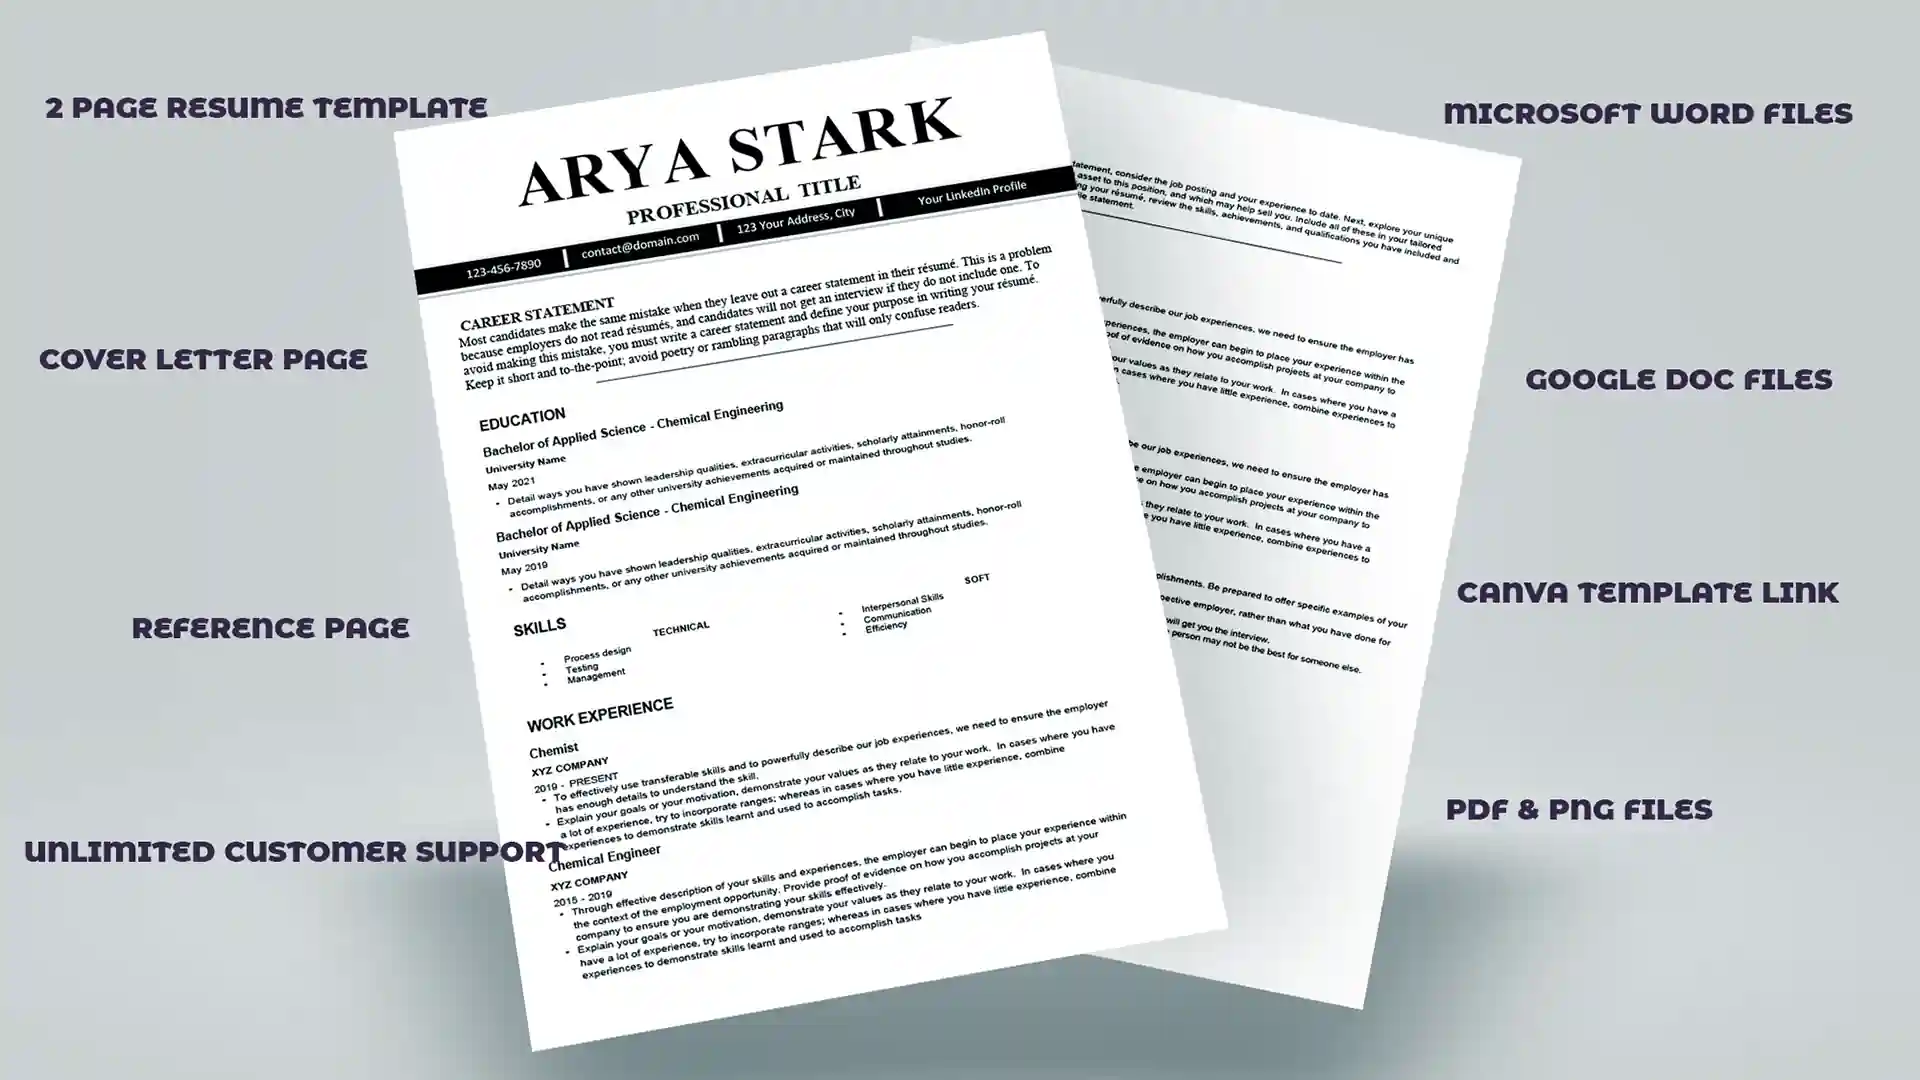 2 PAGE RESUME TEMPLATE
COVER LETTER PAGE
REFERENCE PAGE
UNLIMITED CUSTOMER SUPPORT
ARYA STARK
PROFESSIONAL TITLE
123-456-7890 contact@domain.com 123 Your Address, City Your LinkedIn Profile
CAREER STATEMENT
Most candidates make the same mistake when they leave out a career statement in their résumé. This is a problem
because employers do not read résumés, and candidates will not get an interview if they do not include one. To
avoid making this mistake, you must write a career statement and define your purpose in writing your résumé.
Keep it short and to-the-point; avoid poetry or rambling paragraphs that will only confuse readers.
EDUCATION
Bachelor of Applied Science - Chemical Engineering
University Name
May 2021
• Detail ways you have shown leadership qualities, extracurricular activities, scholarly attainments, honor-roll
accomplishments, or any other university achievements acquired or maintained throughout studies.
Bachelor of Applied Science - Chemical Engineering
University Name
May 2019
• Detail ways you have shown leadership qualities, extracurricular activities, scholarly attainments, honor-roll
accomplishments, or any other university achievements acquired or maintained throughout studies.
SKILLS
TECHNICAL
• Process design
• Testing
• Management
SOFT
• Interpersonal Skills
• Communication
• Efficiency
WORK EXPERIENCE
Chemist
XYZ COMPANY
2019 - PRESENT
• To effectively use transferable skills and to powerfully describe our job experiences, we need to ensure the employer
has enough details to understand the skill.
• Explain your goals or your motivation, demonstrate your values as they relate to your work. In cases where you have
a lot of experience, try to incorporate ranges; whereas in cases where you have little experience, combine
experiences to demonstrate skills learnt and used to accomplish tasks.
Chemical Engineer
XYZ COMPANY
2015 - 2019
• Through effective description of your skills and experiences, the employer can begin to place your experience within
the context of the employment opportunity. Provide proof of evidence on how you accomplish projects at your
company to ensure you are demonstrating your skills effectively.
• Explain your goals or your motivation, demonstrate your values as they relate to your work. In cases where you
have a lot of experience, try to incorporate ranges; whereas in cases where you have little experience, combine
experiences to demonstrate skills learnt and used to accomplish tasks
statement, consider the job posting and your experience to date. Next, explore your unique
asset to this position, and which may help sell you. Include all of these in your tailored
your résumé, review the skills, achievements, and qualifications you have included and
statement.
describe our job experiences, we need to ensure the employer has
the employer can begin to place your experience within the
of evidence on how you accomplish projects at your company to
your values as they relate to your work. In cases where you have a
in cases where you have little experience, combine experiences to
be our job experiences, we need to ensure the employer has
employer can begin to place your experience within the
on how you accomplish projects at your company to
they relate to your work. In cases where you have a
you have little experience, combine experiences to
Be prepared to offer specific examples of your
employer, rather than what you have done for
will get you the interview.
person may not be the best for someone else.
MICROSOFT WORD FILES
GOOGLE DOC FILES
CANVA TEMPLATE LINK
PDF & PNG FILES